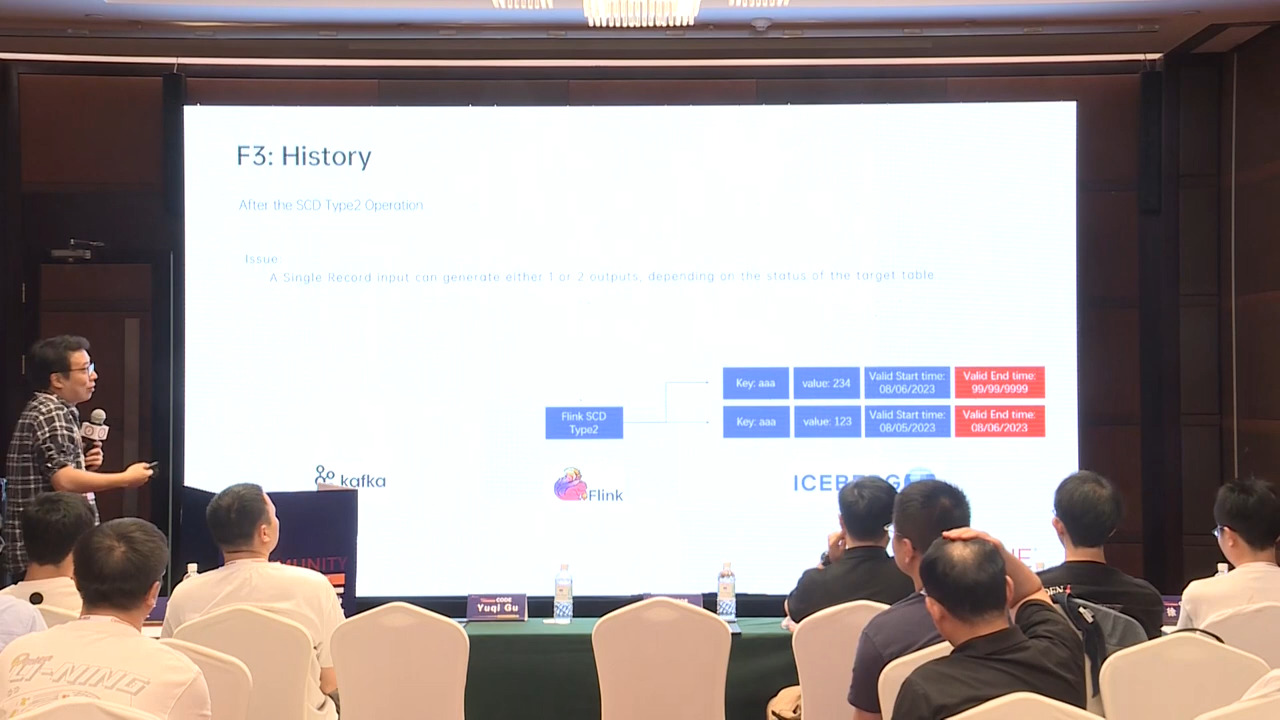 F3: History
After the SCD Type2 Operation
Issue:
A Single Record input can generate either 1 or 2 outputs, depending on the status of the target table
Key: aaa
value: 234
Valid Start time:
08/06/2023
Valid End time:
99/99/9999
Flink SCD
Type2
Key: aaa
value: 123
Valid Start time:
08/05/2023
Valid End time:
08/06/2023
kafka
Flink
CODE
Yuqi Gu
LI-NING